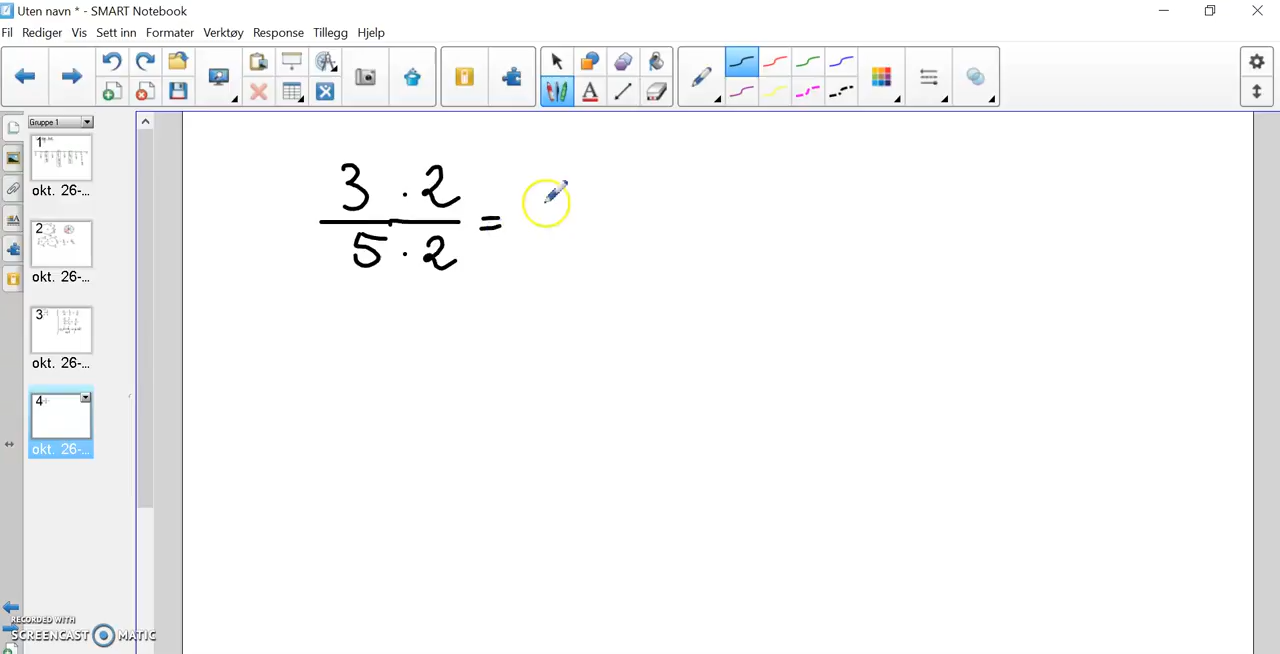 Uten navn * - SMART Notebook
Fil Rediger Vis Sett inn Formater Verktøy Response Tillegg Hjelp
Gruppe 1
1
okt. 26-...
2
okt. 26-...
3
okt. 26-...
4
okt. 26-...
3 · 2
5 · 2
=
RECORDED WITH
SCREENCAST MATIC